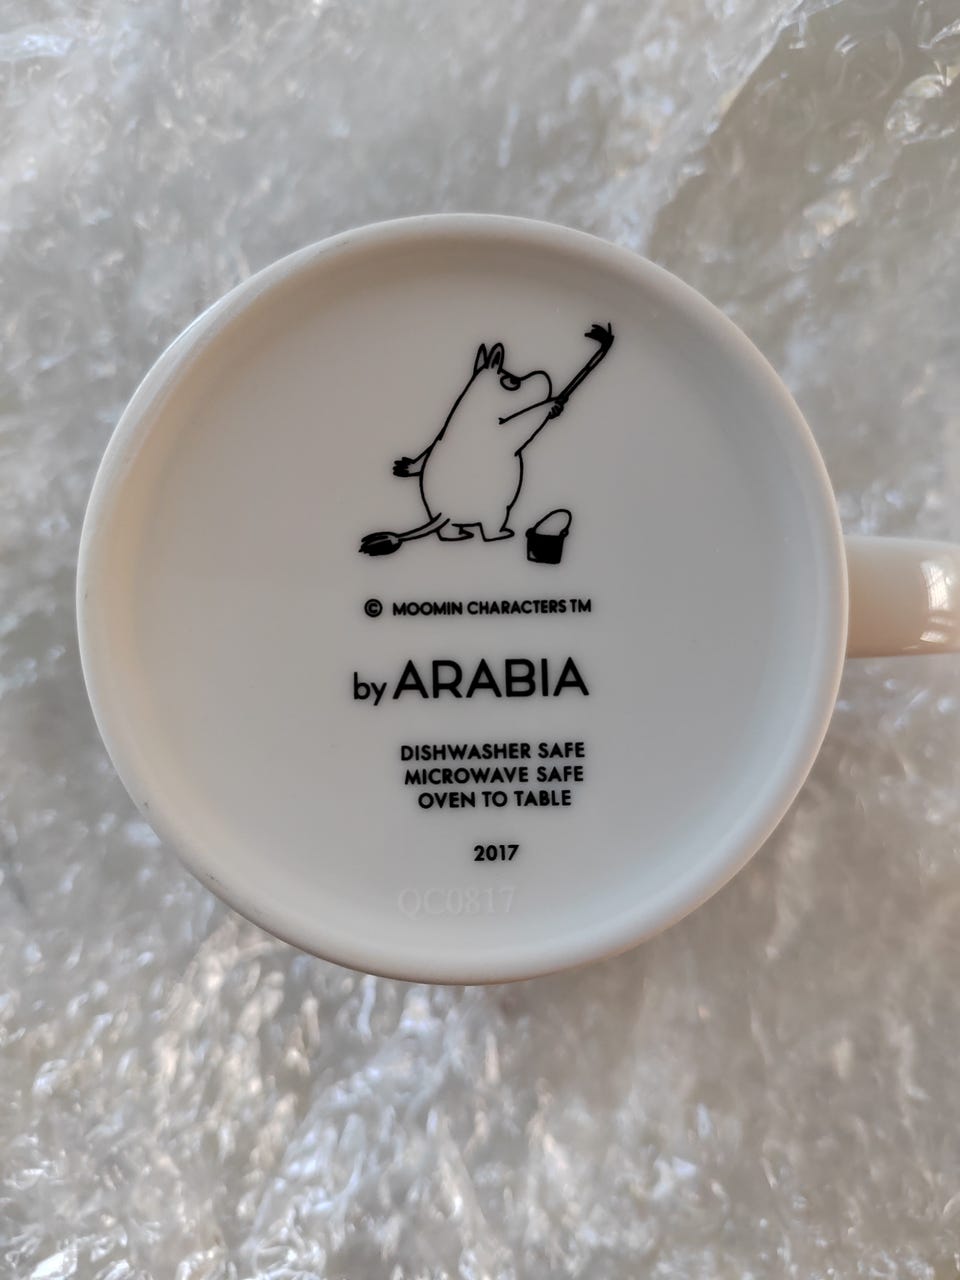 © MOOMIN CHARACTERS TM
by ARABIA
DISHWASHER SAFE
MICROWAVE SAFE
OVEN TO TABLE
2017
QC0817